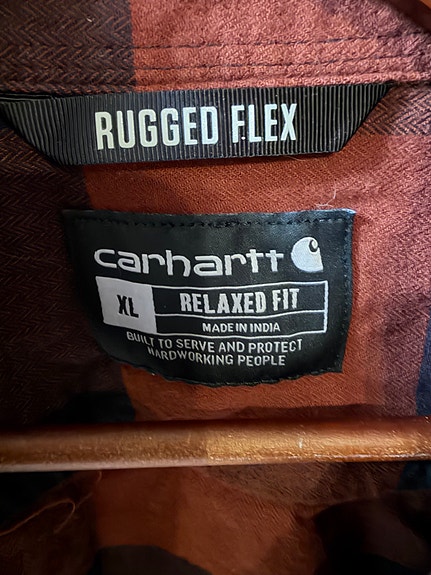 RUGGED FLEX
carhartt
XL RELAXED FIT
MADE IN INDIA
BUILT TO SERVE AND PROTECT
HARDWORKING PEOPLE